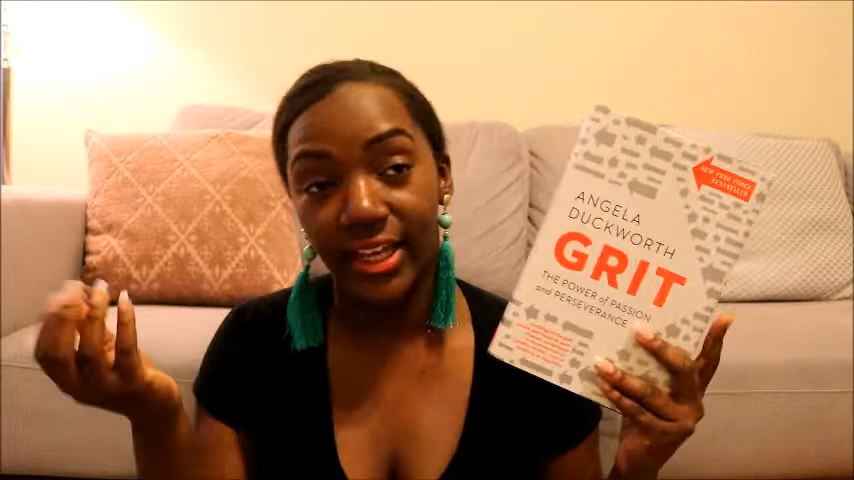 NEW YORK TIMES
BESTSELLER
ANGELA
DUCKWORTH
GRIT
THE POWER of PASSION
and PERSEVERANCE